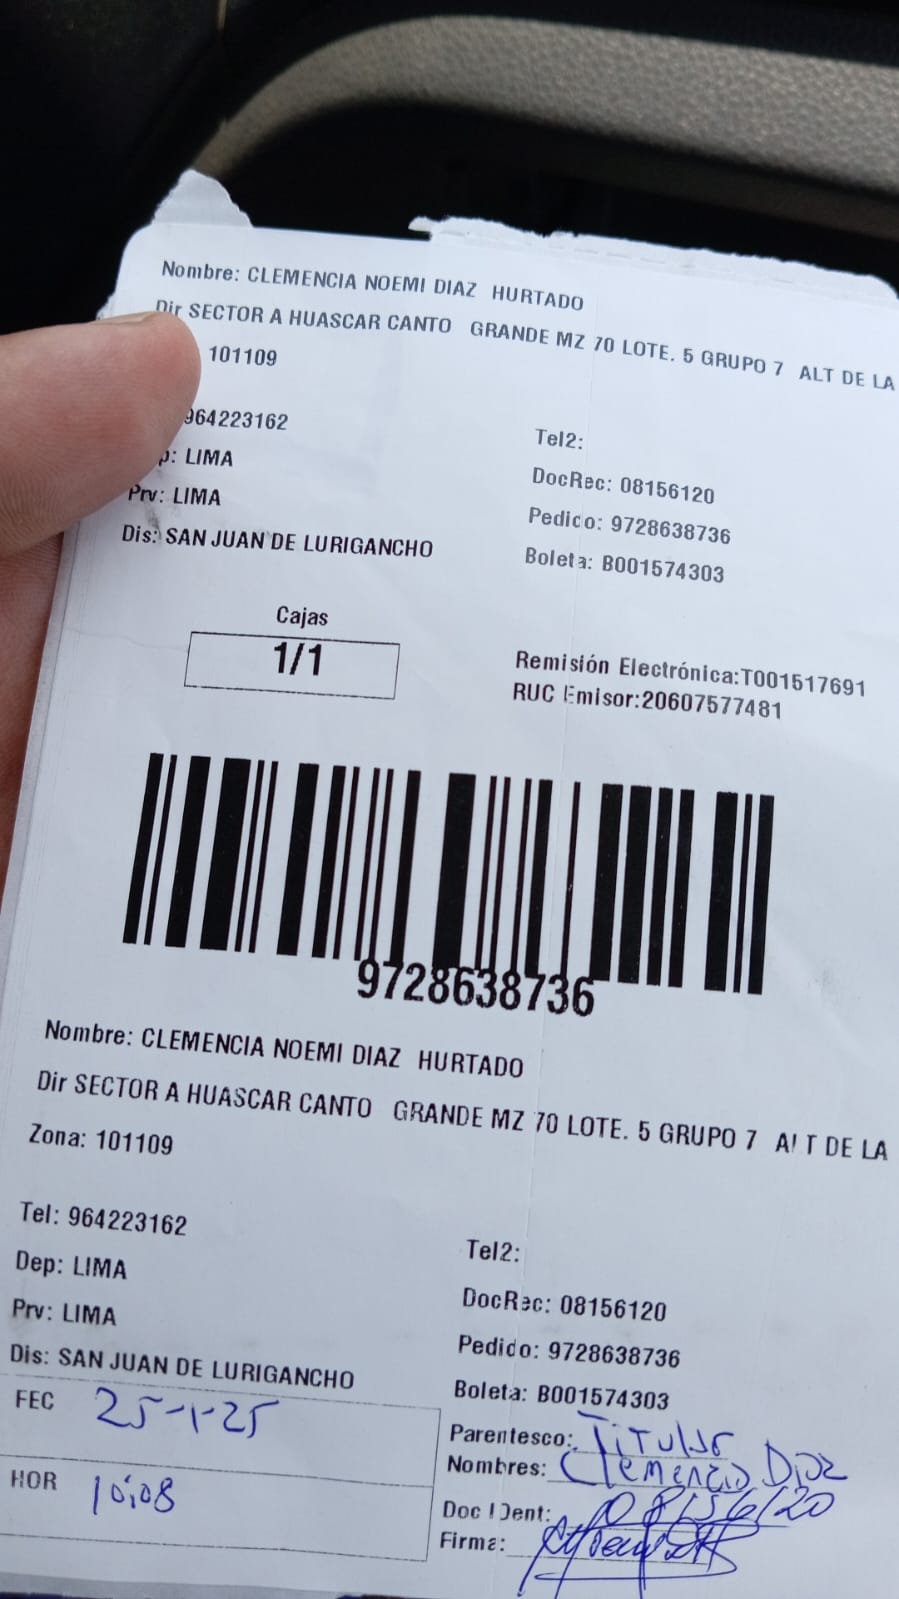 Nombre: CLEMENCIA NOEMI DIAZ HURTADO
Dir SECTOR A HUASCAR CANTO GRANDE MZ 70 LOTE. 5 GRUPO 7 ALT DE LA
101109
964223162
Tel2:
p: LIMA
DocRec: 08156120
Prv: LIMA
Pedido: 9728638736
Dis: SAN JUAN DE LURIGANCHO
Boleta: B001574303
Cajas
1/1
Remisión Electrónica:T001517691
RUC Emisor:20607577481
9728638736
Nombre: CLEMENCIA NOEMI DIAZ HURTADO
Dir SECTOR A HUASCAR CANTO GRANDE MZ 70 LOTE. 5 GRUPO 7 ALT DE LA
Zona: 101109
Tel: 964223162
Tel2:
Dep: LIMA
DocRec: 08156120
Prv: LIMA
Pedido: 9728638736
Dis: SAN JUAN DE LURIGANCHO
Boleta: B001574303
FEC 25-1-25
Parentesco: Titular
Nombres: Clemencia Diaz
HOR 10:08
Doc IDent: 08156120
Firma: